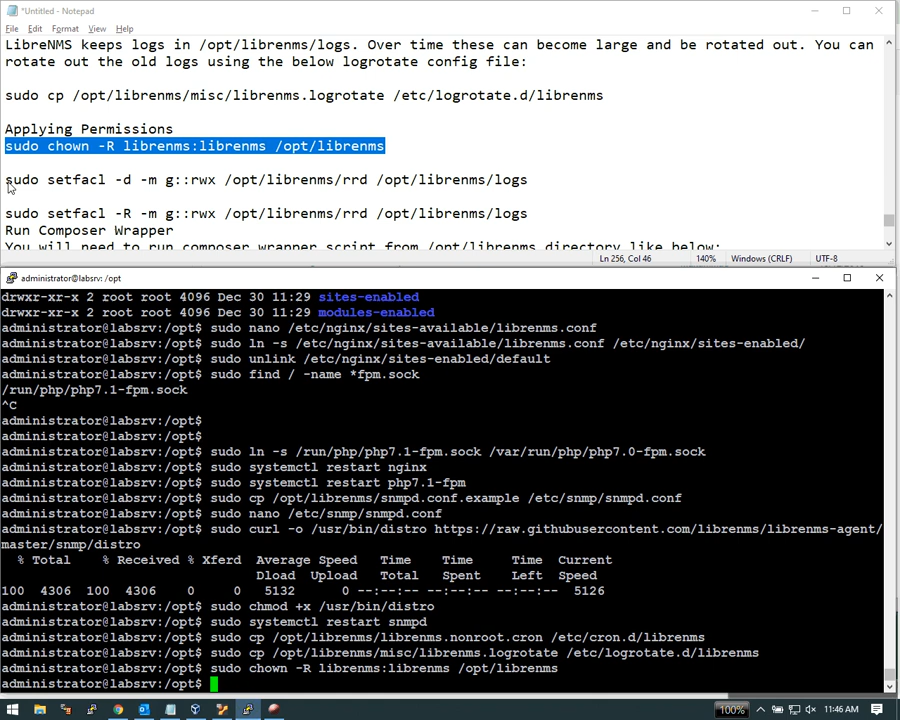 *Untitled - Notepad
File Edit Format View Help
LibreNMS keeps logs in /opt/librenms/logs. Over time these can become large and be rotated out. You can
rotate out the old logs using the below logrotate config file:
sudo cp /opt/librenms/misc/librenms.logrotate /etc/logrotate.d/librenms
Applying Permissions
sudo chown -R librenms:librenms /opt/librenms
sudo setfacl -d -m g::rwx /opt/librenms/rrd /opt/librenms/logs
sudo setfacl -R -m g::rwx /opt/librenms/rrd /opt/librenms/logs
Run Composer Wrapper
You will need to run composer wrapper script from /opt/librenms directory like below:
Ln 256, Col 46 140% Windows (CRLF) UTF-8
administrator@labsrv: /opt
drwxr-xr-x 2 root root 4096 Dec 30 11:29 sites-enabled
drwxr-xr-x 2 root root 4096 Dec 30 11:29 modules-enabled
administrator@labsrv:/opt$ sudo nano /etc/nginx/sites-available/librenms.conf
administrator@labsrv:/opt$ sudo ln -s /etc/nginx/sites-available/librenms.conf /etc/nginx/sites-enabled/
administrator@labsrv:/opt$ sudo unlink /etc/nginx/sites-enabled/default
administrator@labsrv:/opt$ sudo find / -name *fpm.sock
/run/php/php7.1-fpm.sock
^C
administrator@labsrv:/opt$
administrator@labsrv:/opt$
administrator@labsrv:/opt$ sudo ln -s /run/php/php7.1-fpm.sock /var/run/php/php7.0-fpm.sock
administrator@labsrv:/opt$ sudo systemctl restart nginx
administrator@labsrv:/opt$ sudo systemctl restart php7.1-fpm
administrator@labsrv:/opt$ sudo cp /opt/librenms/snmpd.conf.example /etc/snmp/snmpd.conf
administrator@labsrv:/opt$ sudo nano /etc/snmp/snmpd.conf
administrator@labsrv:/opt$ sudo curl -o /usr/bin/distro https://raw.githubusercontent.com/librenms/librenms-agent/
master/snmp/distro
% Total % Received % Xferd Average Speed Time Time Time Current
Dload Upload Total Spent Left Speed
100 4306 100 4306 0 0 5132 0 --:--:-- --:--:-- --:--:-- 5126
administrator@labsrv:/opt$ sudo chmod +x /usr/bin/distro
administrator@labsrv:/opt$ sudo systemctl restart snmpd
administrator@labsrv:/opt$ sudo cp /opt/librenms/librenms.nonroot.cron /etc/cron.d/librenms
administrator@labsrv:/opt$ sudo cp /opt/librenms/misc/librenms.logrotate /etc/logrotate.d/librenms
administrator@labsrv:/opt$ sudo chown -R librenms:librenms /opt/librenms
administrator@labsrv:/opt$
100% 11:46 AM